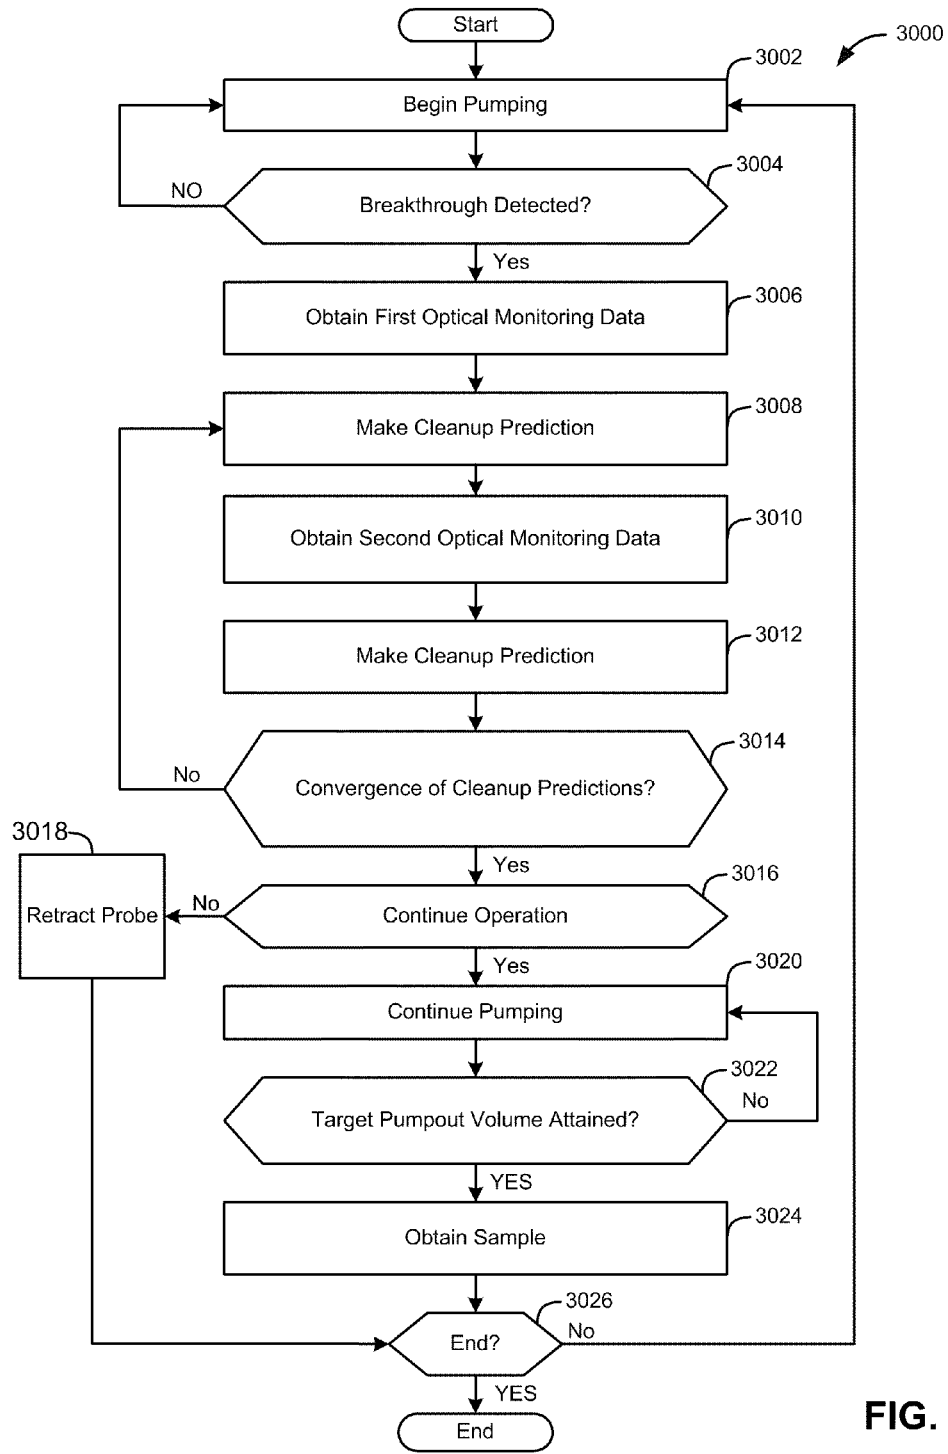 Start
3000
3002
Begin Pumping
3004
NO
Breakthrough Detected?
Yes
3006
Obtain First Optical Monitoring Data
3008
Make Cleanup Prediction
3010
Obtain Second Optical Monitoring Data
3012
Make Cleanup Prediction
3014
No
Convergence of Cleanup Predictions?
3018
Yes
3016
Retract Probe
No
Continue Operation
Yes
3020
Continue Pumping
3022
No
Target Pumpout Volume Attained?
YES
3024
Obtain Sample
3026
End?
No
YES
End
FIG.